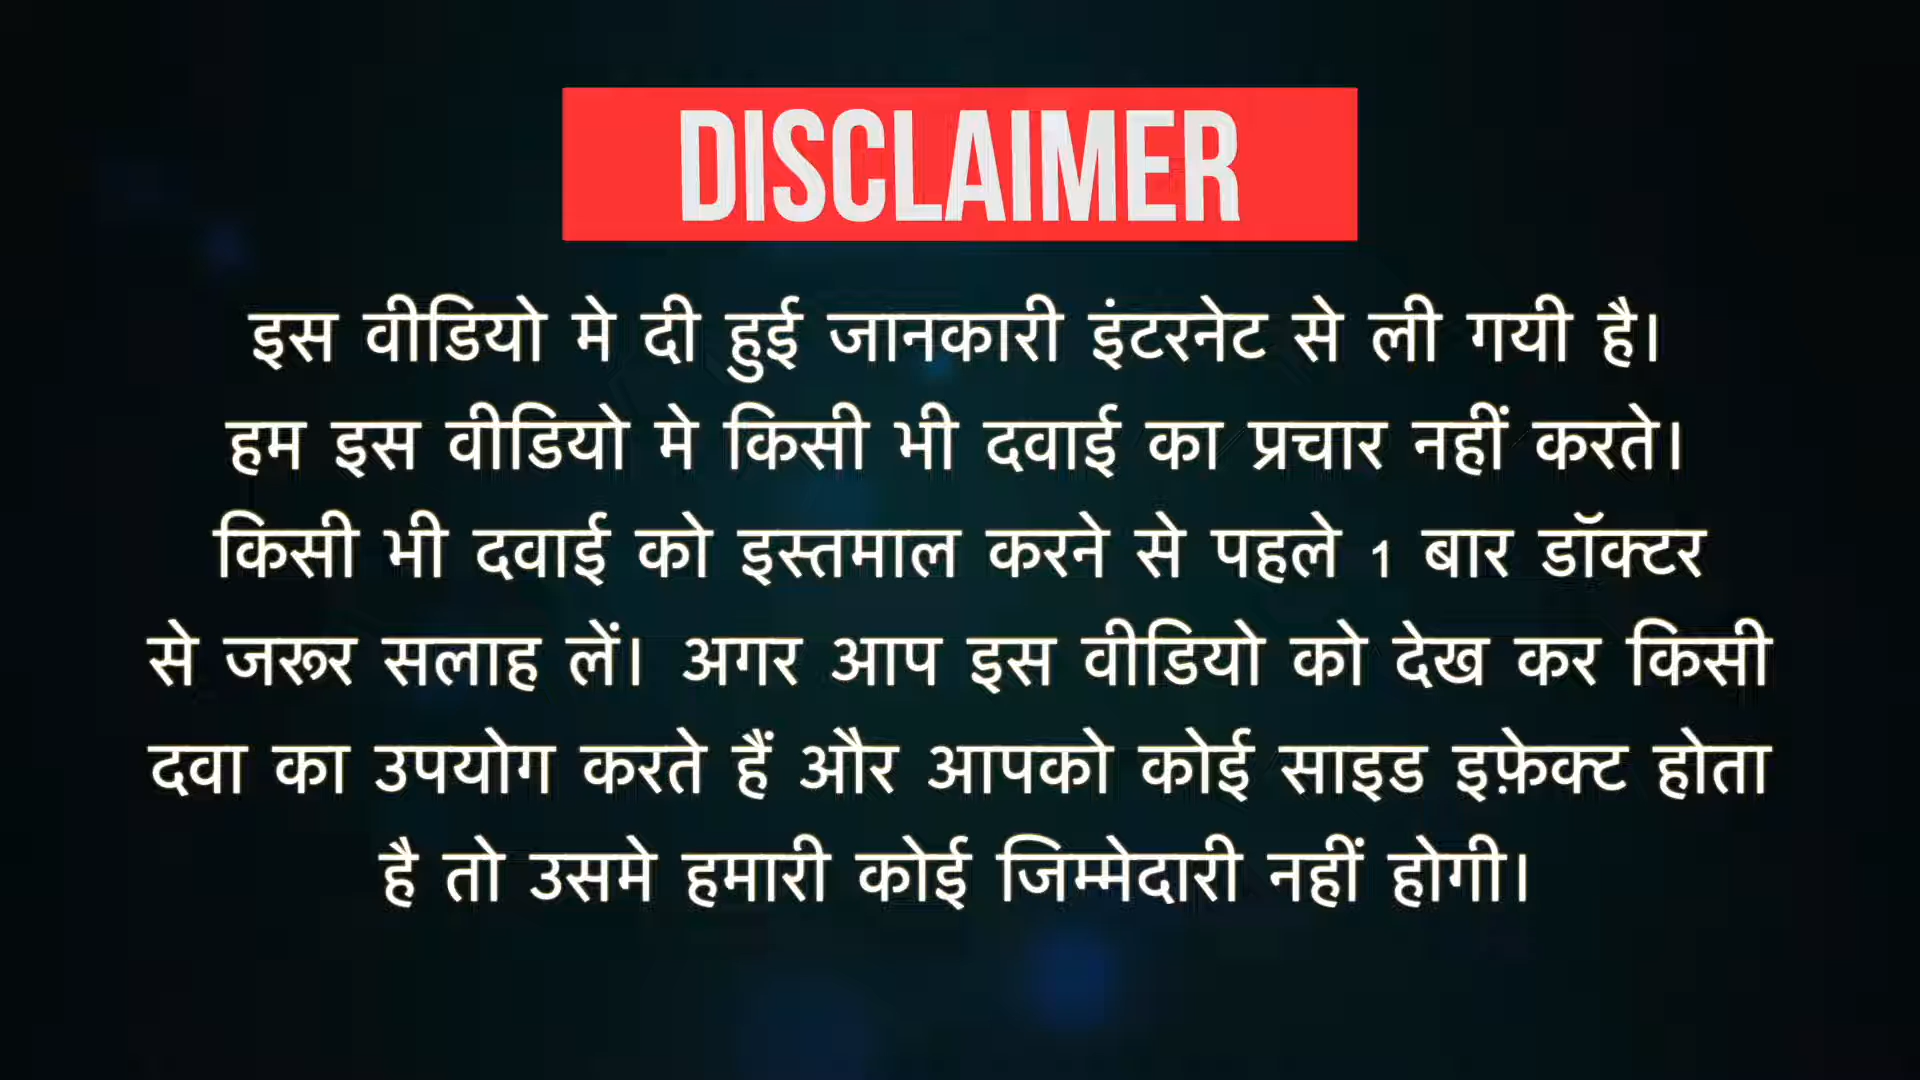 DISCLAIMER
इस वीडियो मे दी हुई जानकारी इंटरनेट से ली गयी है।
हम इस वीडियो मे किसी भी दवाई का प्रचार नहीं करते।
किसी भी दवाई को इस्तमाल करने से पहले 1 बार डॉक्टर
से जरूर सलाह लें। अगर आप इस वीडियो को देख कर किसी
दवा का उपयोग करते हैं और आपको कोई साइड इफ़ेक्ट होता
है तो उसमे हमारी कोई जिम्मेदारी नहीं होगी।